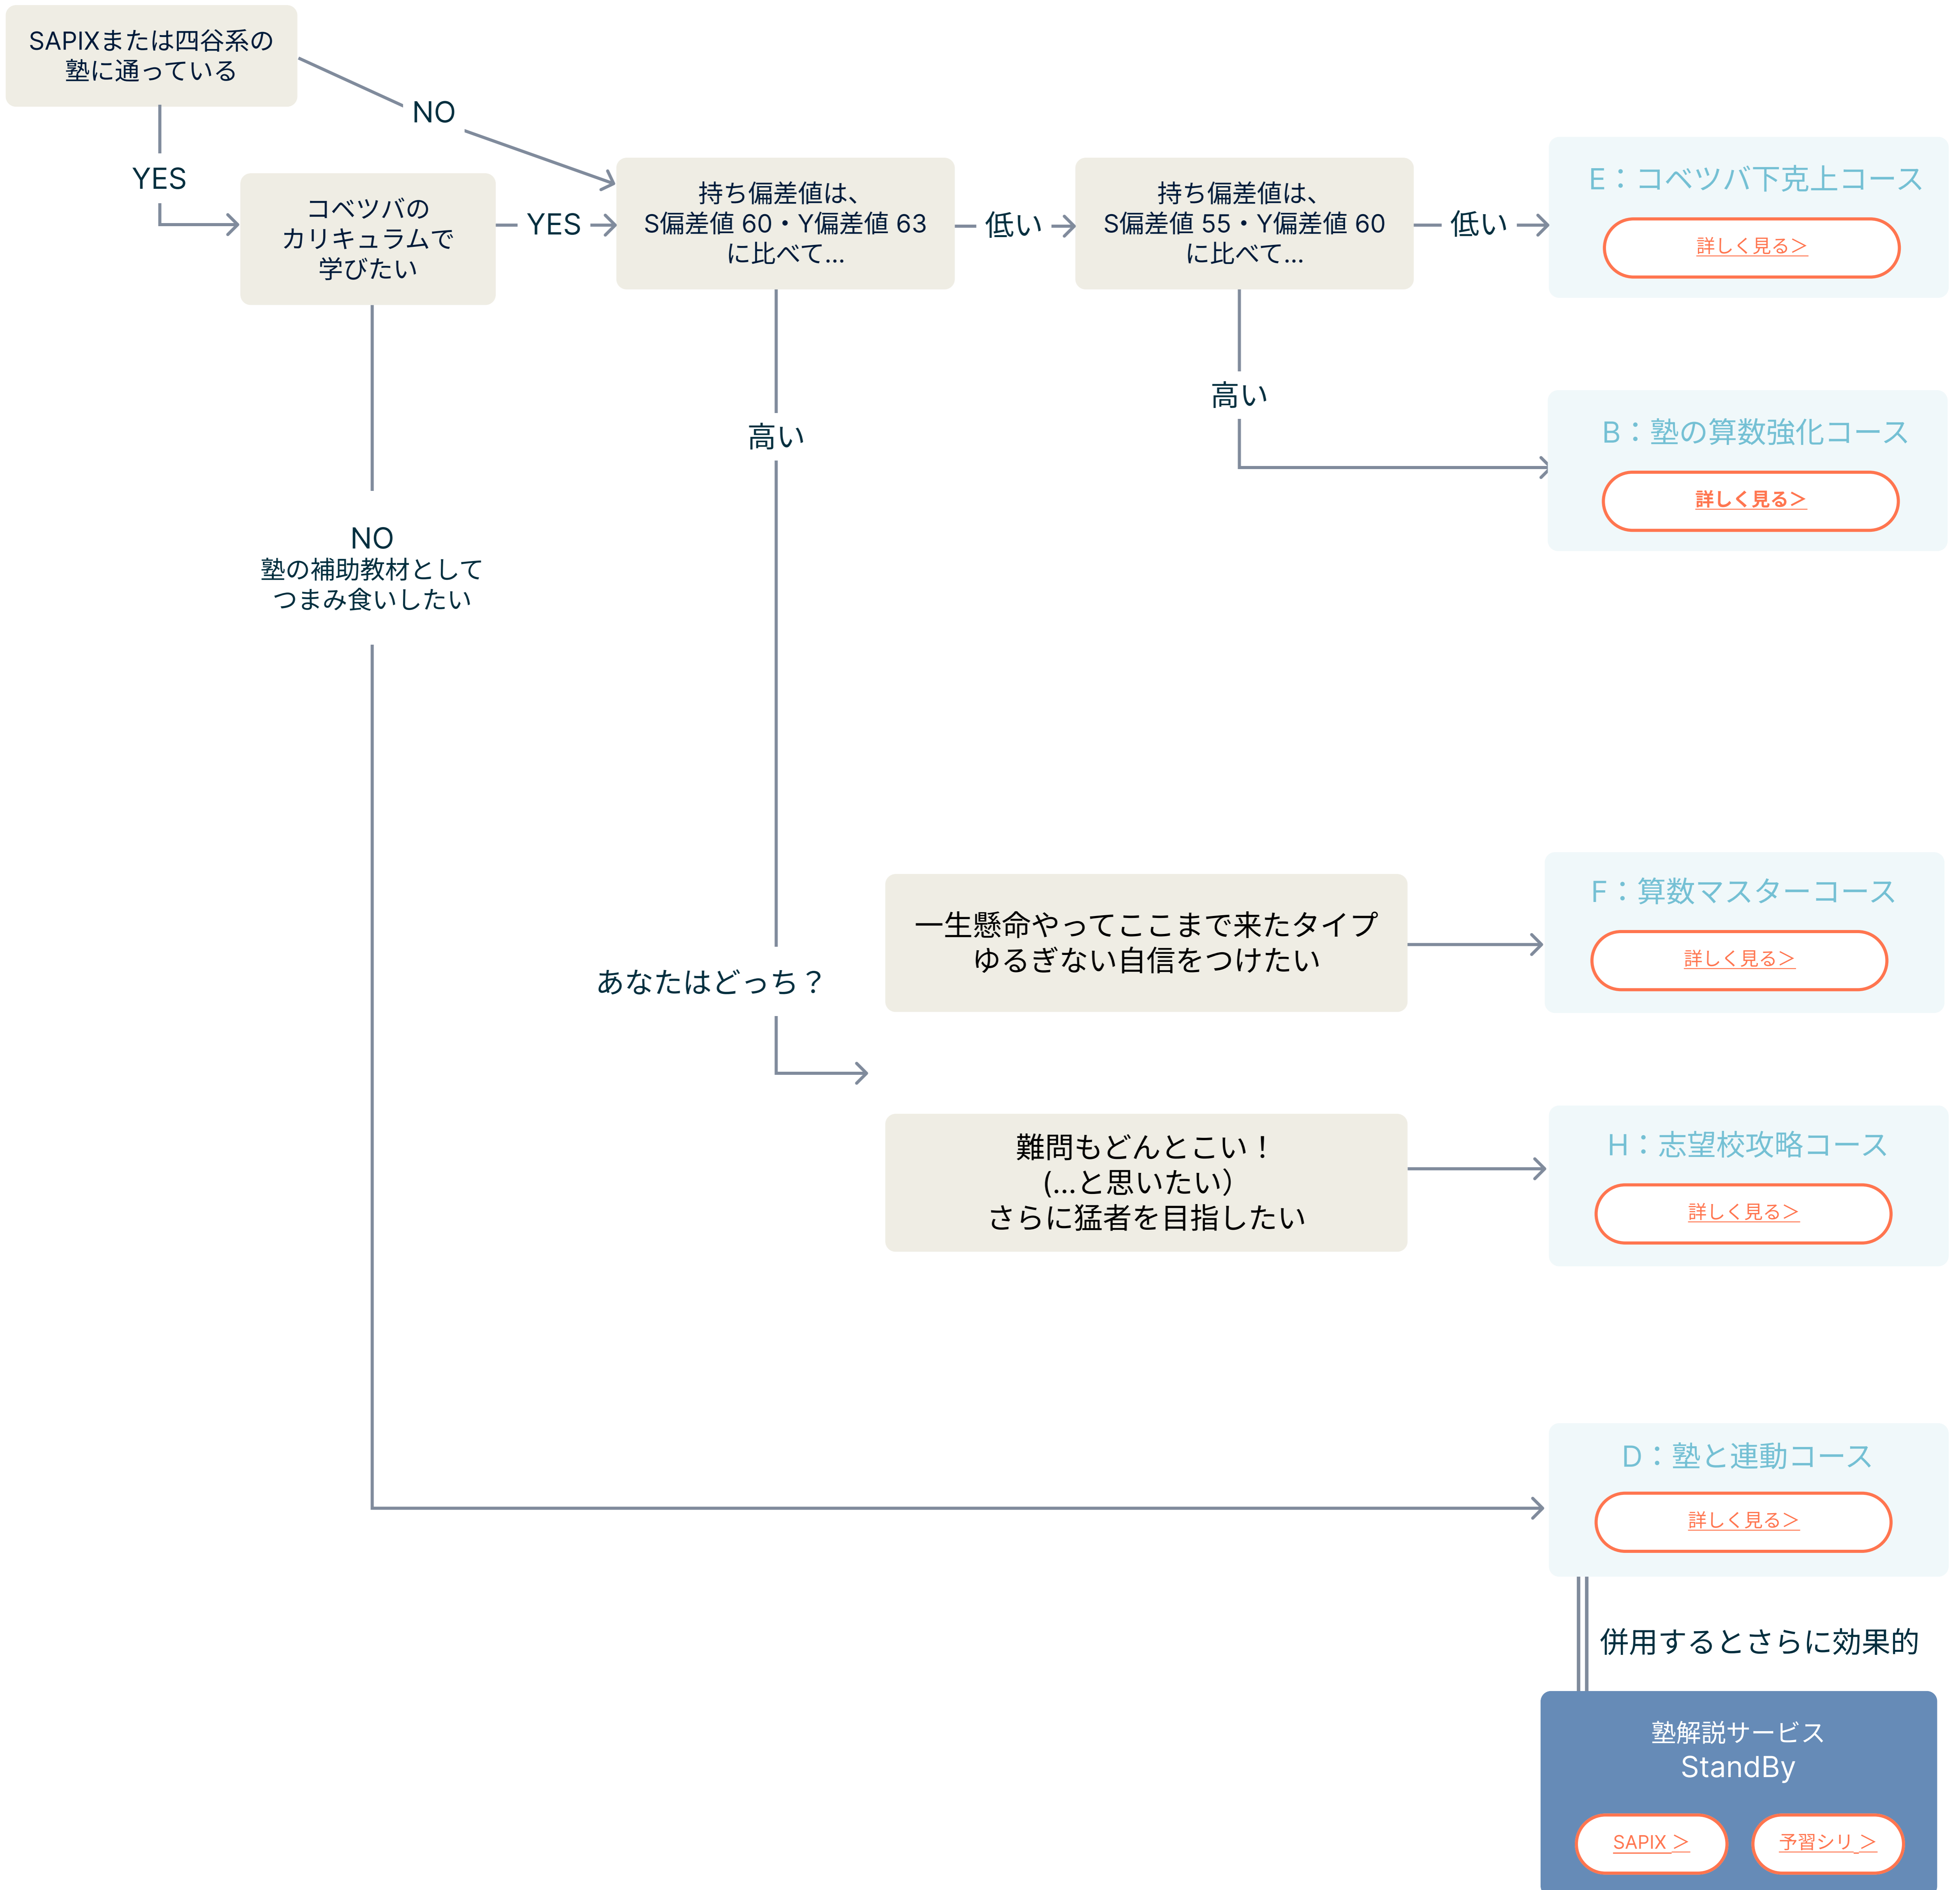 SAPIXまたは四谷系の
塾に通っている
NO
YES
コベツバの
カリキュラムで
学びたい
YES
持ち偏差値は、
S偏差値 60・Y偏差値 63
に比べて...
低い
持ち偏差値は、
S偏差値 55・Y偏差値 60
に比べて...
低い
E：コベツバ下克上コース
詳しく見る＞
高い
B：塾の算数強化コース
詳しく見る＞
高い
NO
塾の補助教材として
つまみ食いしたい
あなたはどっち？
一生懸命やってここまで来たタイプ
ゆるぎない自信をつけたい
F：算数マスターコース
詳しく見る＞
難問もどんとこい！
(...と思いたい）
さらに猛者を目指したい
H：志望校攻略コース
詳しく見る＞
D：塾と連動コース
詳しく見る＞
併用するとさらに効果的
塾解説サービス
StandBy
SAPIX ＞
予習シリ ＞